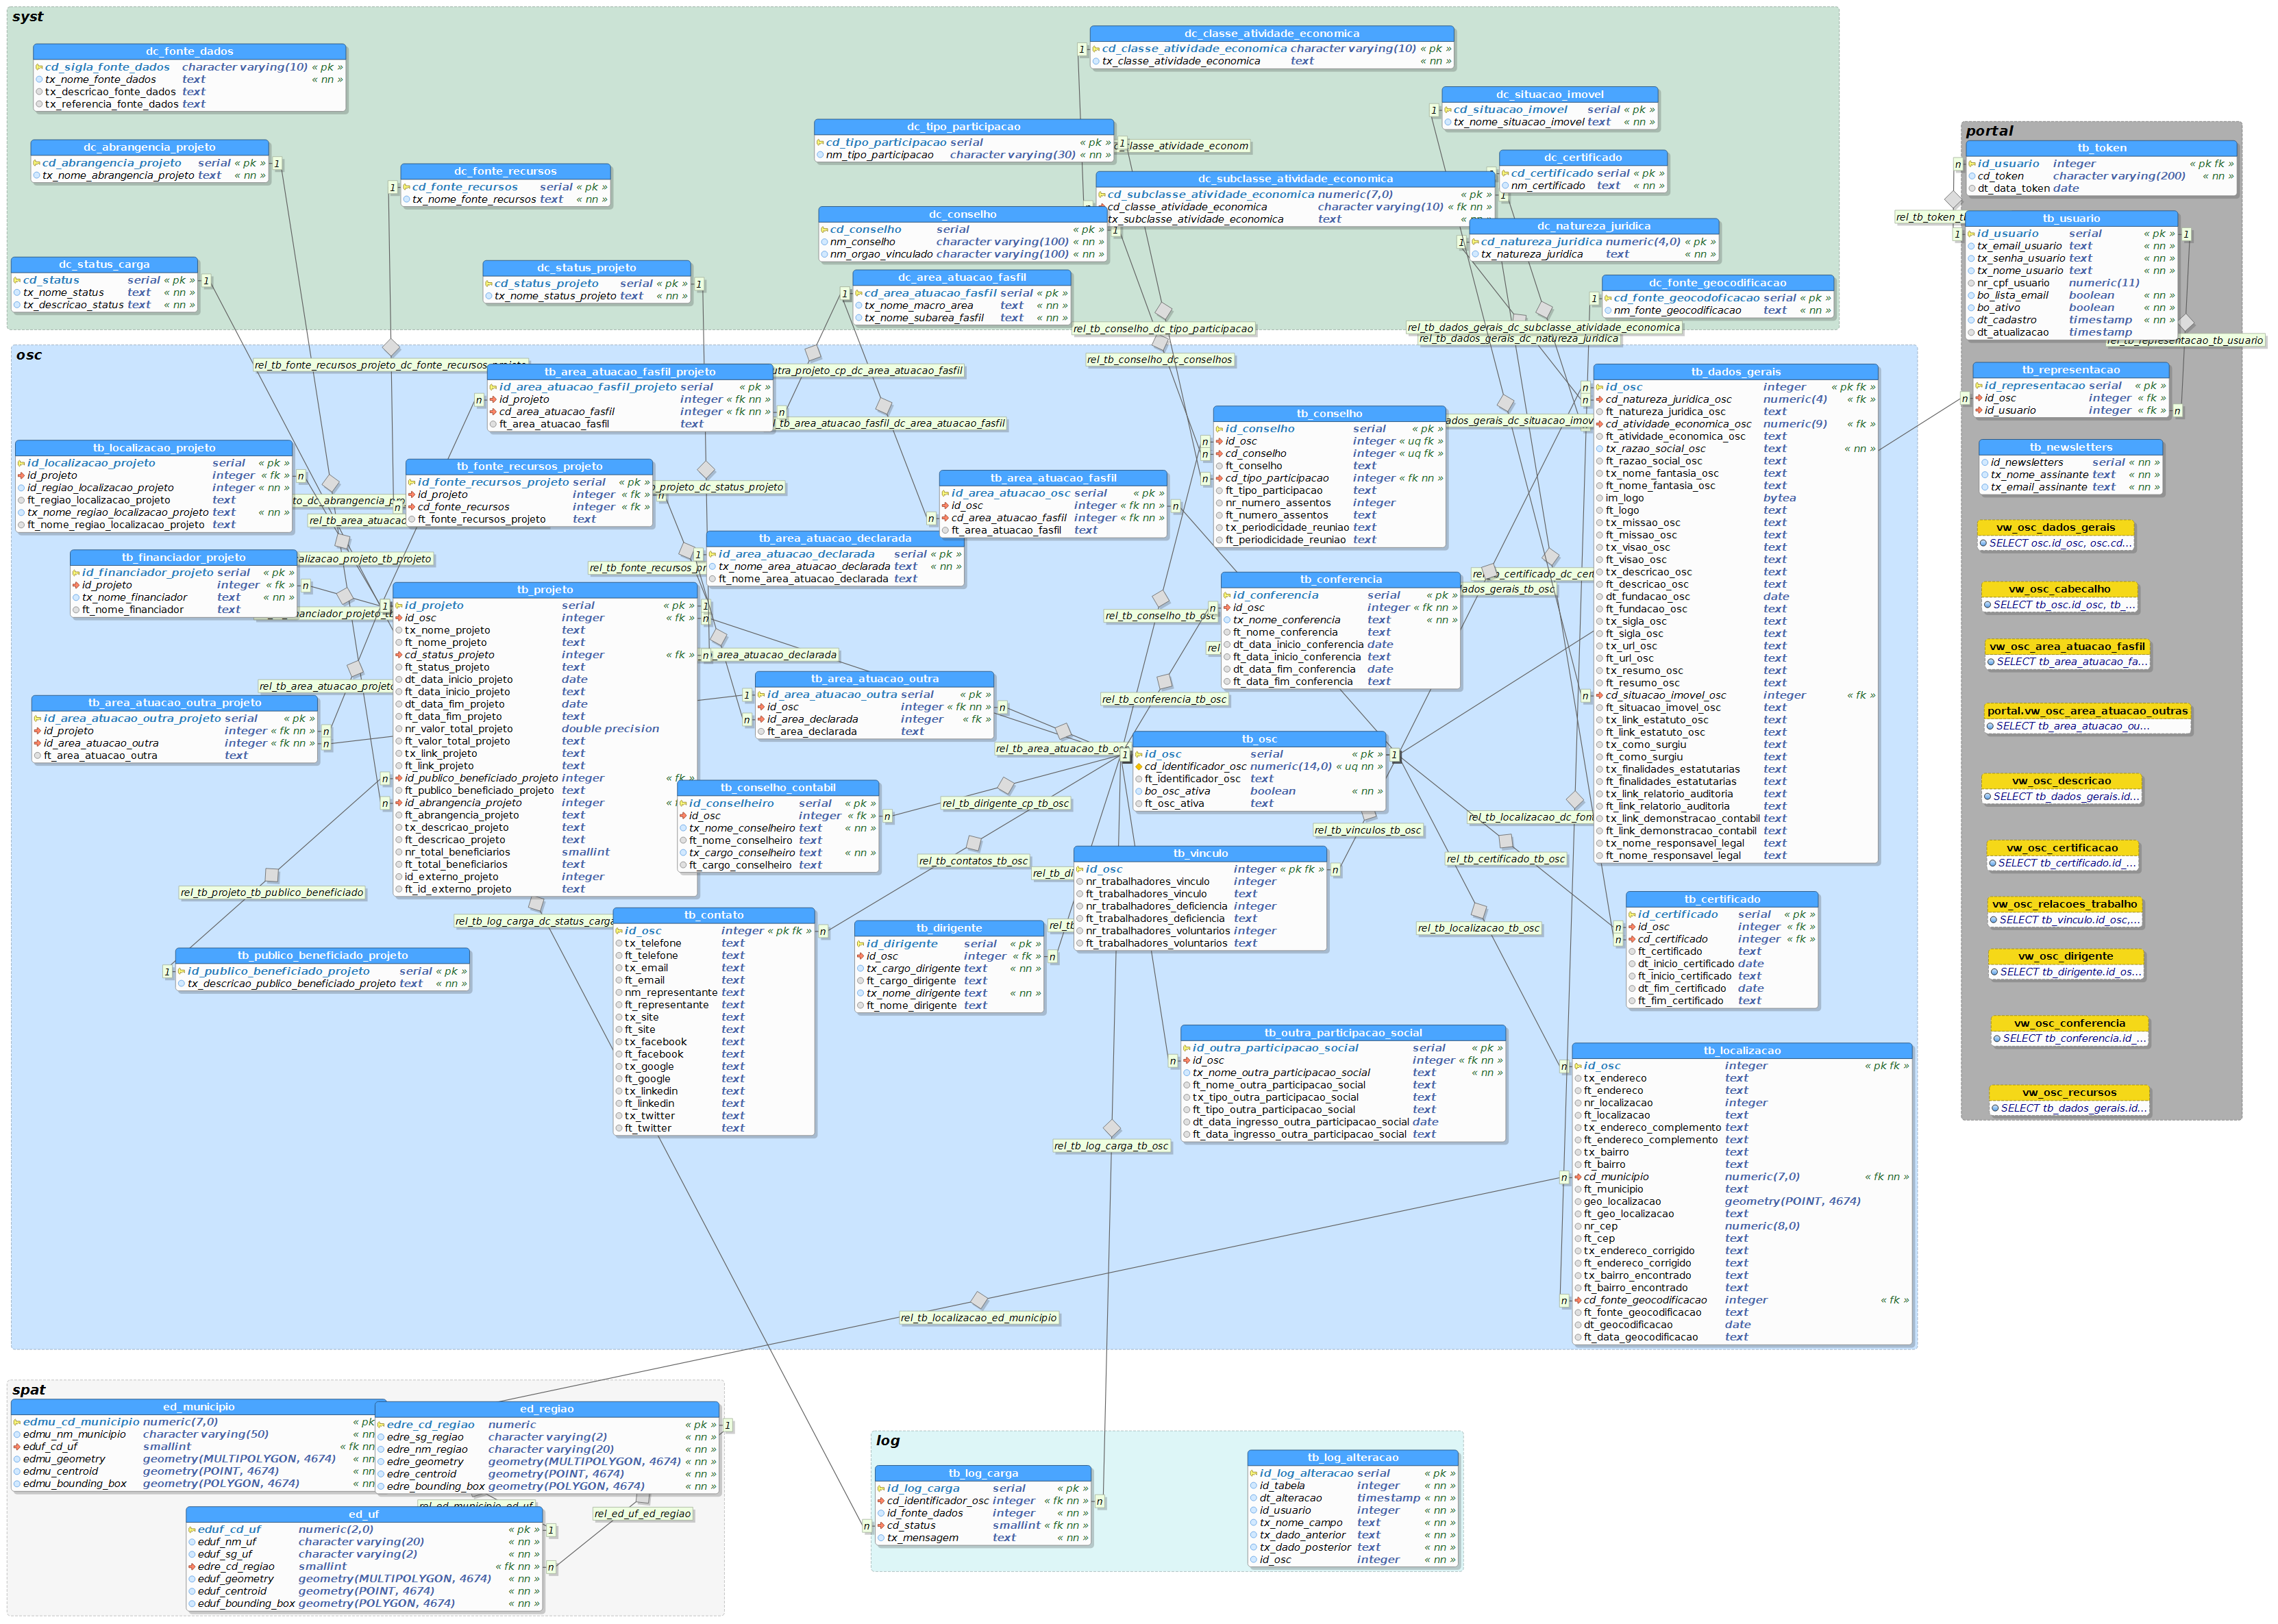 syst
dc_fonte_dados
cd_sigla_fonte_dados character varying(10) « pk »
tx_nome_fonte_dados text « nn »
tx_descricao_fonte_dados text
tx_referencia_fonte_dados text
dc_abrangencia_projeto
cd_abrangencia_projeto serial « pk »
tx_nome_abrangencia_projeto text « nn »
1
dc_fonte_recursos
cd_fonte_recursos serial « pk »
tx_nome_fonte_recursos text « nn »
1
dc_status_carga
cd_status serial « pk »
tx_nome_status text « nn »
tx_descricao_status text « nn »
1
dc_status_projeto
cd_status_projeto serial « pk »
tx_nome_status_projeto text « nn »
1
dc_classe_atividade_economica
cd_classe_atividade_economica character varying(10) « pk »
tx_classe_atividade_economica text « nn »
1
dc_tipo_participacao
cd_tipo_participacao serial « pk »
nm_tipo_participacao character varying(30) « nn »
1
classe_atividade_econom
dc_situacao_imovel
cd_situacao_imovel serial « pk »
tx_nome_situacao_imovel text « nn »
1
dc_certificado
cd_certificado serial « pk »
nm_certificado text « nn »
dc_subclasse_atividade_economica
cd_subclasse_atividade_economica numeric(7,0) « pk »
cd_classe_atividade_economica character varying(10) « fk nn »
tx_subclasse_atividade_economica text « nn
1
dc_conselho
cd_conselho serial « pk »
nm_conselho character varying(100) « nn »
nm_orgao_vinculado character varying(100) « nn »
1
dc_natureza_juridica
cd_natureza_juridica numeric(4,0) « pk »
tx_natureza_juridica text « nn »
1
dc_area_atuacao_fasfil
cd_area_atuacao_fasfil serial « pk »
tx_nome_macro_area text « nn »
tx_nome_subarea_fasfil text « nn »
1
dc_fonte_geocodificacao
cd_fonte_geocodoficacao serial « pk »
nm_fonte_geocodificacao text « nn »
1
rel_tb_conselho_dc_tipo_participacao
rel_tb_dados_gerais_dc_subclasse_atividade_economica
rel_tb_dados_gerais_dc_natureza_juridica
rel_tb_conselho_dc_conselhos
portal
tb_token
id_usuario integer « pk fk »
cd_token character varying(200) « nn »
dt_data_token date
n
rel_tb_token_tb
1
tb_usuario
id_usuario serial « pk »
tx_email_usuario text « nn »
tx_senha_usuario text « nn »
tx_nome_usuario text « nn »
nr_cpf_usuario numeric(11)
bo_lista_email boolean « nn »
bo_ativo boolean « nn »
dt_cadastro timestamp « nn »
dt_atualizacao timestamp
1
rel_tb_representacao_tb_usuario
tb_representacao
id_representacao serial « pk »
id_osc integer « fk »
id_usuario integer « fk »
n
n
tb_newsletters
id_newsletters serial « nn »
tx_nome_assinante text « nn »
tx_email_assinante text « nn »
vw_osc_dados_gerais
SELECT osc.id_osc, osc.cd...
vw_osc_cabecalho
SELECT tb_osc.id_osc, tb_...
vw_osc_area_atuacao_fasfil
SELECT tb_area_atuacao_fa...
portal.vw_osc_area_atuacao_outras
SELECT tb_area_atuacao_ou...
vw_osc_descricao
SELECT tb_dados_gerais.id...
vw_osc_certificacao
SELECT tb_certificado.id_...
vw_osc_relacoes_trabalho
SELECT tb_vinculo.id_osc,...
vw_osc_dirigente
SELECT tb_dirigente.id_os...
vw_osc_conferencia
SELECT tb_conferencia.id_...
vw_osc_recursos
SELECT tb_dados_gerais.id...
osc
rel_tb_fonte_recursos_projeto_dc_fonte_recursos_projeto
tb_area_atuacao_fasfil_projeto
id_area_atuacao_fasfil_projeto serial « pk »
id_projeto integer « fk nn »
cd_area_atuacao_fasfil integer « fk nn »
ft_area_atuacao_fasfil text
n
n
utra_projeto_cp_dc_area_atuacao_fasfil
_tb_area_atuacao_fasfil_dc_area_atuacao_fasfil
tb_localizacao_projeto
id_localizacao_projeto serial « pk »
id_projeto integer « fk »
id_regiao_localizacao_projeto integer « nn »
ft_regiao_localizacao_projeto text
tx_nome_regiao_localizacao_projeto text « nn »
ft_nome_regiao_localizacao_projeto text
n
to_dc_abrangencia_pr
rel_tb_area_atuacac
tb_fonte_recursos_projeto
id_fonte_recursos_projeto serial « pk »
id_projeto integer « fk »
cd_fonte_recursos integer « fk »
ft_fonte_recursos_projeto text
n
n
_projeto_dc_status_projeto
tb_financiador_projeto
id_financiador_projeto serial « pk »
id_projeto integer « fk »
tx_nome_financiador text « nn »
ft_nome_financiador text
n
alizacao_projeto_tb_projeto
nanciador_projeto_t
rel_tb_fonte_recursos_pr
tb_area_atuacao_declarada
id_area_atuacao_declarada serial « pk »
tx_nome_area_atuacao_declarada text « nn »
ft_nome_area_atuacao_declarada text
1
tb_area_atuacao_fasfil
id_area_atuacao_osc serial « pk »
id_osc integer « fk nn »
cd_area_atuacao_fasfil integer « fk nn »
ft_area_atuacao_fasfil text
n
n
tb_conselho
id_conselho serial « pk »
id_osc integer « uq fk »
cd_conselho integer « uq fk »
ft_conselho text
cd_tipo_participacao integer « fk nn »
ft_tipo_participacao text
nr_numero_assentos integer
ft_numero_assentos text
tx_periodicidade_reuniao text
ft_periodicidade_reuniao text
n
n
n
ados_gerais_dc_situacao_imov
tb_dados_gerais
id_osc integer « pk fk »
cd_natureza_juridica_osc numeric(4) « fk »
ft_natureza_juridica_osc text
cd_atividade_economica_osc numeric(9) « fk »
ft_atividade_economica_osc text
tx_razao_social_osc text « nn »
ft_razao_social_osc text
tx_nome_fantasia_osc text
ft_nome_fantasia_osc text
im_logo bytea
ft_logo text
tx_missao_osc text
ft_missao_osc text
tx_visao_osc text
ft_visao_osc text
tx_descricao_osc text
ft_descricao_osc text
dt_fundacao_osc date
ft_fundacao_osc text
tx_sigla_osc text
ft_sigla_osc text
tx_url_osc text
ft_url_osc text
tx_resumo_osc text
ft_resumo_osc text
cd_situacao_imovel_osc integer « fk »
ft_situacao_imovel_osc text
tx_link_estatuto_osc text
ft_link_estatuto_osc text
tx_como_surgiu text
ft_como_surgiu text
tx_finalidades_estatutarias text
ft_finalidades_estatutarias text
tx_link_relatorio_auditoria text
ft_link_relatorio_auditoria text
tx_link_demonstracao_contabil text
ft_link_demonstracao_contabil text
tx_nome_responsavel_legal text
ft_nome_responsavel_legal text
n
n
n
tb_projeto
id_projeto serial « pk »
id_osc integer « fk »
tx_nome_projeto text
ft_nome_projeto text
cd_status_projeto integer « fk »
ft_status_projeto text
dt_data_inicio_projeto date
ft_data_inicio_projeto text
dt_data_fim_projeto date
ft_data_fim_projeto text
nr_valor_total_projeto double precision
ft_valor_total_projeto text
tx_link_projeto text
ft_link_projeto text
id_publico_beneficiado_projeto integer « fk »
ft_publico_beneficiado_projeto text
id_abrangencia_projeto integer « f
ft_abrangencia_projeto text
tx_descricao_projeto text
ft_descricao_projeto text
nr_total_beneficiarios smallint
ft_total_beneficiarios text
id_externo_projeto integer
ft_id_externo_projeto text
1
1
n
n
n
n
_area_atuacao_declarada
rel_tb_area_atuacao_projeto
tb_area_atuacao_outra_projeto
id_area_atuacao_outra_projeto serial « pk »
id_projeto integer « fk nn »
id_area_atuacao_outra integer « fk nn »
ft_area_atuacao_outra text
n
n
tb_area_atuacao_outra
id_area_atuacao_outra serial « pk »
id_osc integer « fk nn »
id_area_declarada integer « fk »
ft_area_declarada text
1
n
n
rel_tb_area_atuacao_tb_os
tb_conferencia
id_conferencia serial « pk »
id_osc integer « fk nn »
tx_nome_conferencia text « nn »
ft_nome_conferencia text
dt_data_inicio_conferencia date
ft_data_inicio_conferencia text
dt_data_fim_conferencia date
ft_data_fim_conferencia text
n
rel_tb_conselho_tb_osc
rel
rel_tb_conferencia_tb_osc
o_certificado_dc_cert
ados_gerais_tb_osc
tb_osc
id_osc serial « pk »
cd_identificador_osc numeric(14,0) « uq nn »
ft_identificador_osc text
bo_osc_ativa boolean « nn »
ft_osc_ativa text
1
1
rel_tb_vinculos_tb_osc
rel_tb_localizacao_dc_font
rel_tb_certificado_tb_osc
rel_tb_localizacao_tb_osc
tb_conselho_contabil
id_conselheiro serial « pk »
id_osc integer « fk »
tx_nome_conselheiro text « nn »
ft_nome_conselheiro text
tx_cargo_conselheiro text « nn »
ft_cargo_conselheiro text
n
rel_tb_dirigente_cp_tb_osc
rel_tb_contatos_tb_osc
rel_tb_di
rel_tb
tb_vinculo
id_osc integer « pk fk »
nr_trabalhadores_vinculo integer
ft_trabalhadores_vinculo text
nr_trabalhadores_deficiencia integer
ft_trabalhadores_deficiencia text
nr_trabalhadores_voluntarios integer
ft_trabalhadores_voluntarios text
n
rel_tb_projeto_tb_publico_beneficiado
rel_tb_log_carga_dc_status_carga
tb_publico_beneficiado_projeto
id_publico_beneficiado_projeto serial « pk »
tx_descricao_publico_beneficiado_projeto text « nn »
1
tb_contato
id_osc integer « pk fk »
tx_telefone text
ft_telefone text
tx_email text
ft_email text
nm_representante text
ft_representante text
tx_site text
ft_site text
tx_facebook text
ft_facebook text
tx_google text
ft_google text
tx_linkedin text
ft_linkedin text
tx_twitter text
ft_twitter text
n
tb_dirigente
id_dirigente serial « pk »
id_osc integer « fk »
tx_cargo_dirigente text « nn »
ft_cargo_dirigente text
tx_nome_dirigente text « nn »
ft_nome_dirigente text
n
tb_certificado
id_certificado serial « pk »
id_osc integer « fk »
cd_certificado integer « fk »
ft_certificado text
dt_inicio_certificado date
ft_inicio_certificado text
dt_fim_certificado date
ft_fim_certificado text
n
n
tb_outra_participacao_social
id_outra_participacao_social serial « pk »
id_osc integer « fk nn »
tx_nome_outra_participacao_social text « nn »
ft_nome_outra_participacao_social text
tx_tipo_outra_participacao_social text
ft_tipo_outra_participacao_social text
dt_data_ingresso_outra_participacao_social date
ft_data_ingresso_outra_participacao_social text
n
rel_tb_log_carga_tb_osc
tb_localizacao
id_osc integer « pk fk »
tx_endereco text
ft_endereco text
nr_localizacao integer
ft_localizacao text
tx_endereco_complemento text
ft_endereco_complemento text
tx_bairro text
ft_bairro text
cd_municipio numeric(7,0) « fk nn »
ft_municipio text
geo_localizacao geometry(POINT, 4674)
ft_geo_localizacao text
nr_cep numeric(8,0)
ft_cep text
tx_endereco_corrigido text
ft_endereco_corrigido text
tx_bairro_encontrado text
ft_bairro_encontrado text
cd_fonte_geocodificacao integer « fk »
ft_fonte_geocodificacao text
dt_geocodificacao date
ft_data_geocodificacao text
n
n
n
rel_tb_localizacao_ed_municipio
spat
ed_municipio
edmu_cd_municipio numeric(7,0) « pk
edmu_nm_municipio character varying(50) « nn
eduf_cd_uf smallint « fk nn
edmu_geometry geometry(MULTIPOLYGON, 4674) « nn
edmu_centroid geometry(POINT, 4674) « nn
edmu_bounding_box geometry(POLYGON, 4674) « nn
ed_regiao
edre_cd_regiao numeric « pk »
edre_sg_regiao character varying(2) « nn »
edre_nm_regiao character varying(20) « nn »
edre_geometry geometry(MULTIPOLYGON, 4674) « nn »
edre_centroid geometry(POINT, 4674) « nn »
edre_bounding_box geometry(POLYGON, 4674) « nn »
1
rel_ed_municipio_ed_uf
rel_ed_uf_ed_regiao
ed_uf
eduf_cd_uf numeric(2,0) « pk »
eduf_nm_uf character varying(20) « nn »
eduf_sg_uf character varying(2) « nn »
edre_cd_regiao smallint « fk nn »
eduf_geometry geometry(MULTIPOLYGON, 4674) « nn »
eduf_centroid geometry(POINT, 4674) « nn »
eduf_bounding_box geometry(POLYGON, 4674) « nn »
1
n
log
tb_log_carga
id_log_carga serial « pk »
cd_identificador_osc integer « fk nn »
id_fonte_dados integer « nn »
cd_status smallint « fk nn »
tx_mensagem text « nn »
n
n
tb_log_alteracao
id_log_alteracao serial « pk »
id_tabela integer « nn »
dt_alteracao timestamp « nn »
id_usuario integer « nn »
tx_nome_campo text « nn »
tx_dado_anterior text « nn »
tx_dado_posterior text « nn »
id_osc integer « nn »